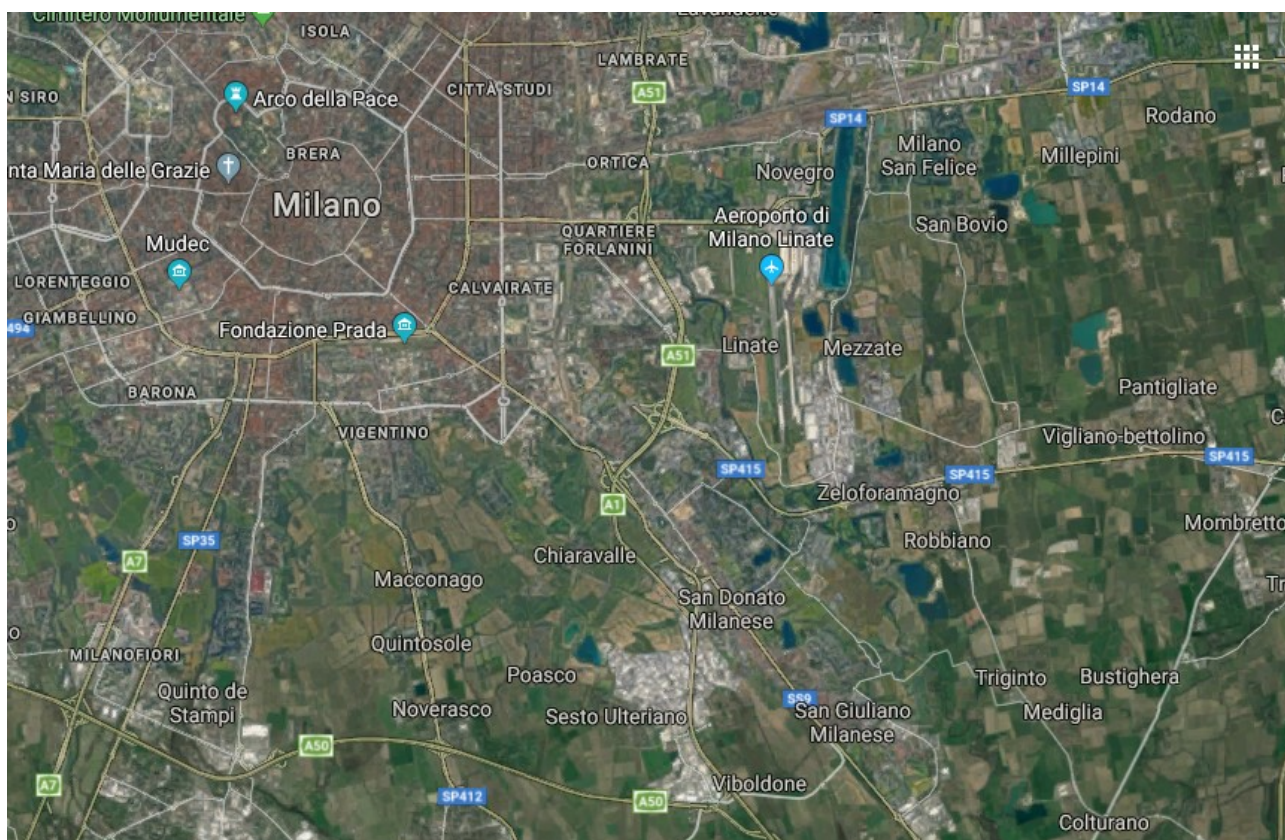 Cimitero Monumentale
ISOLA
LAMBRATE
N SIRO
Arco della Pace
CITTÀ STUDI
A51
SP14
SP14
Rodano
BRERA
ORTICA
Novegro
Milano
San Felice
Millepini
nta Maria delle Grazie
Milano
Aeroporto di
Milano Linate
San Bovio
Mudec
QUARTIERE
FORLANINI
LORENTEGGIO
CALVAIRATE
GIAMBELLINO
494
Fondazione Prada
Linate
Mezzate
A51
BARONA
Pantigliate
VIGENTINO
Vigliano-bettolino
SP415
SP415
SP415
Zeloforamagno
A1
Mombretto
SP35
Robbiano
A7
Chiaravalle
Macconago
San Donato
Milanese
Tr
Quintosole
MILANOFIORI
Poasco
Triginto
Bustighera
Quinto de
Stampi
Noverasco
Sesto Ulteriano
SS9
San Giuliano
Milanese
Mediglia
A50
A7
SP412
A50
Viboldone
Colturano